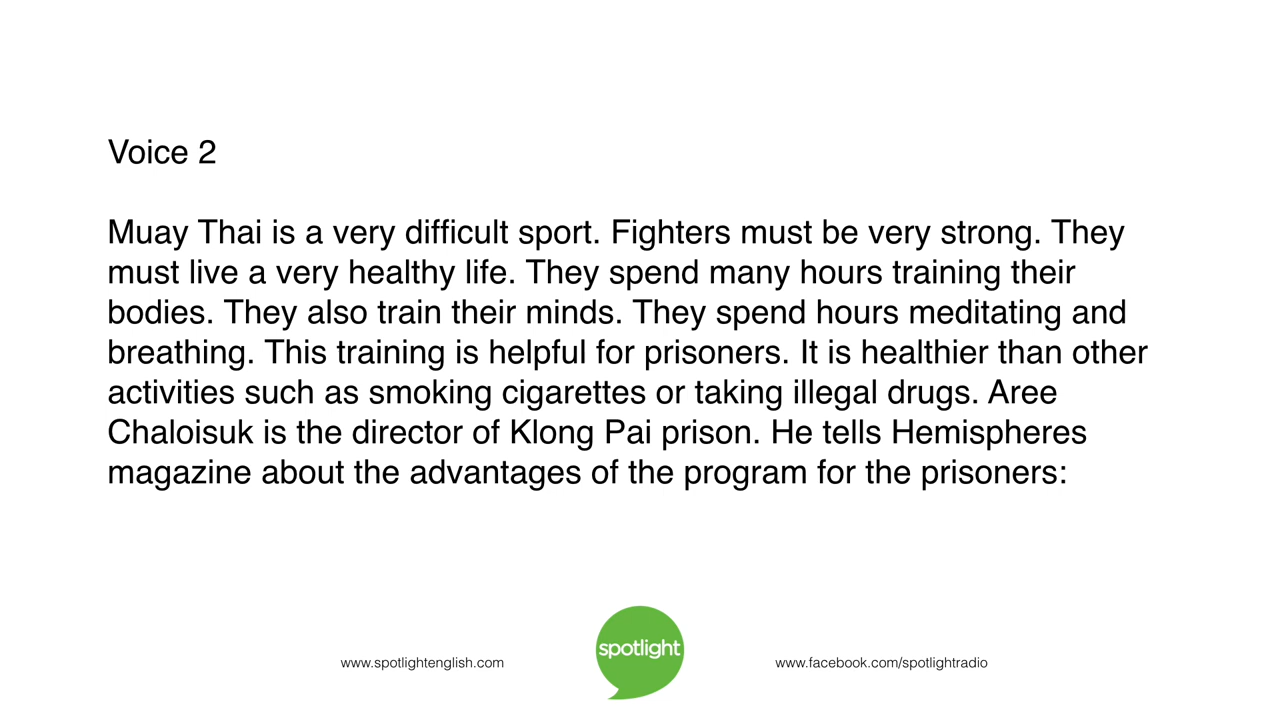 Voice 2
Muay Thai is a very difficult sport. Fighters must be very strong. They
must live a very healthy life. They spend many hours training their
bodies. They also train their minds. They spend hours meditating and
breathing. This training is helpful for prisoners. It is healthier than other
activities such as smoking cigarettes or taking illegal drugs. Aree
Chaloisuk is the director of Klong Pai prison. He tells Hemispheres
magazine about the advantages of the program for the prisoners:
www.spotlightenglish.com
spotlight
www.facebook.com/spotlightradio